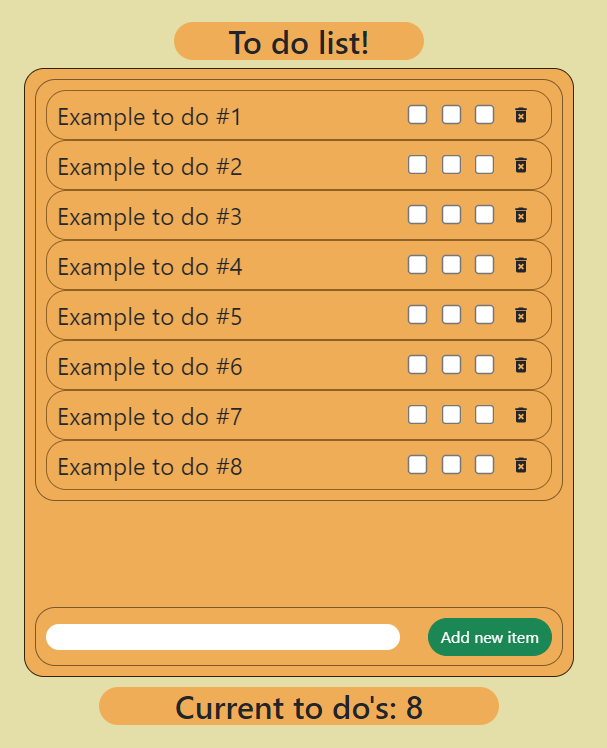 To do list!
Example to do #1
Example to do #2
Example to do #3
Example to do #4
Example to do #5
Example to do #6
Example to do #7
Example to do #8
Add new item
Current to do's: 8